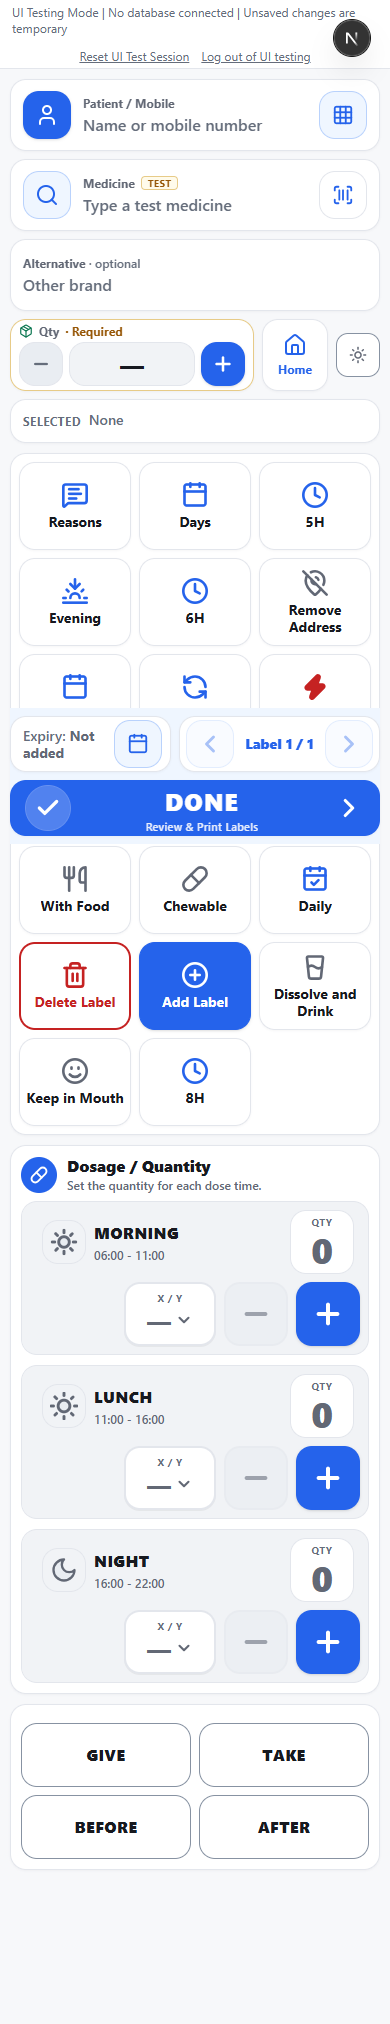 UI Testing Mode | No database connected | Unsaved changes are
temporary
Reset UI Test Session Log out of UI testing
N
Patient / Mobile
Name or mobile number
Medicine TEST
Type a test medicine
Alternative · optional
Other brand
Qty · Required
Home
SELECTED None
Reasons Days 5H
Evening 6H Remove
Address
Expiry: Not
added
Label 1 / 1
DONE
Review & Print Labels
With Food Chewable Daily
Delete Label Add Label Dissolve and
Drink
Keep in Mouth 8H
Dosage / Quantity
Set the quantity for each dose time.
MORNING
06:00 - 11:00
QTY
0
X / Y
LUNCH
11:00 - 16:00
QTY
0
X / Y
NIGHT
16:00 - 22:00
QTY
0
X / Y
GIVE TAKE
BEFORE AFTER